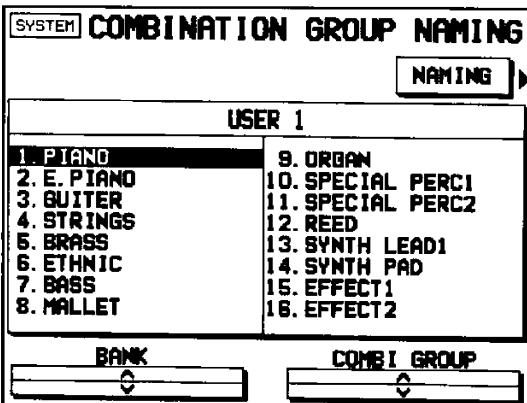 SYSTEM COMBINATION GROUP NAMING
NAMING
USER 1
1. PIANO
2. E. PIANO
3. GUITER
4. STRINGS
5. BRASS
6. ETHNIC
7. BASS
8. MALLET
9. ORGAN
10. SPECIAL PERC1
11. SPECIAL PERC2
12. REED
13. SYNTH LEAD1
14. SYNTH PAD
15. EFFECT1
16. EFFECT2
BANK
COMBI GROUP